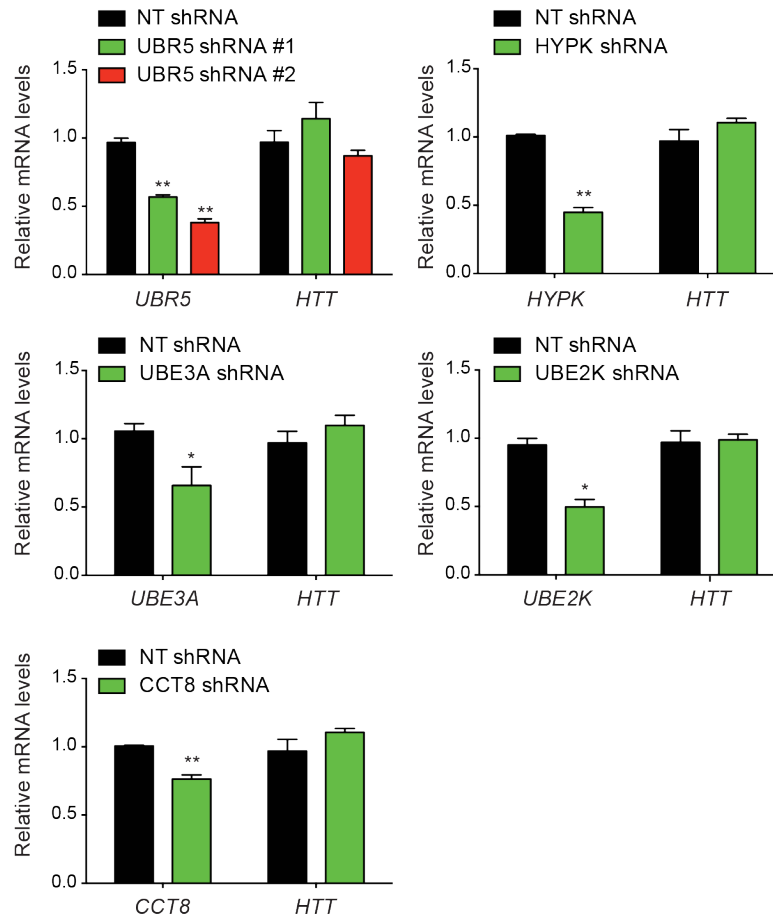 NT shRNA
UBR5 shRNA #1
UBR5 shRNA #2
Relative mRNA levels
1.5
1.0
0.5
0.0
**
**
UBR5
HTT
NT shRNA
HYPK shRNA
Relative mRNA levels
1.5
1.0
0.5
0.0
**
HYPK
HTT
NT shRNA
UBE3A shRNA
Relative mRNA levels
1.5
1.0
0.5
0.0
*
UBE3A
HTT
NT shRNA
UBE2K shRNA
Relative mRNA levels
1.5
1.0
0.5
0.0
*
UBE2K
HTT
NT shRNA
CCT8 shRNA
Relative mRNA levels
1.5
1.0
0.5
0.0
**
CCT8
HTT